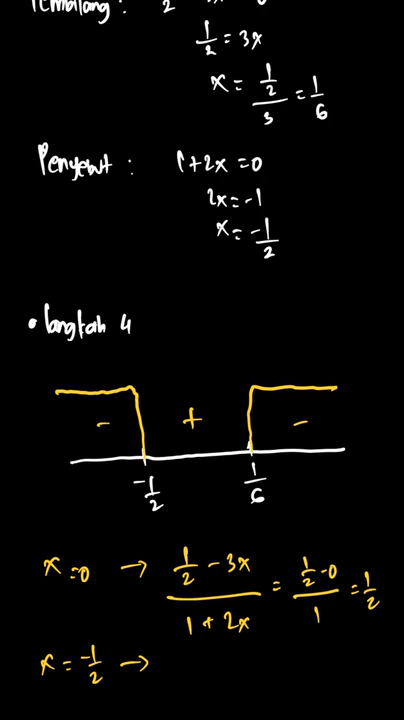 Pembilang : 1/2 
1/2 = 3x
x = 1/2 / 3 = 1/6
Penyebut : 1+2x = 0
2x = -1
x = -1/2
• langkah 4
- + -
-1/2 1/6
x = 0 → 1/2 - 3x / 1 + 2x = 1/2 - 0 / 1 = 1/2
x = -1/2 →